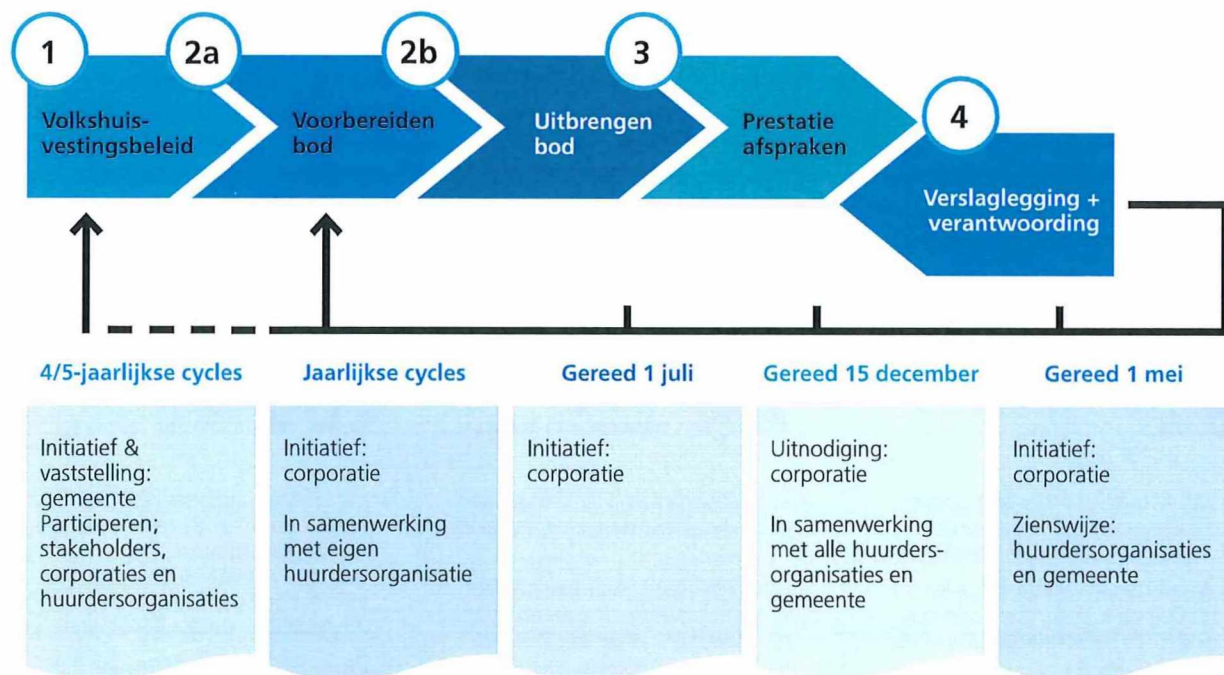 1
2a
2b
3
4
Volkshuis-
vestingsbeleid
Voorbereiden
bod
Uitbrengen
bod
Prestatie
afspraken
Verslaglegging +
verantwoording
4/5-jaarlijkse cycles
Jaarlijkse cycles
Gereed 1 juli
Gereed 15 december
Gereed 1 mei
Initiatief &
vaststelling:
gemeente
Participeren;
stakeholders,
corporaties en
huurdersorganisaties
Initiatief:
corporatie
In samenwerking
met eigen
huurdersorganisatie
Initiatief:
corporatie
Uitnodiging:
corporatie
In samenwerking
met alle huurders-
organisaties en
gemeente
Initiatief:
corporatie
Zienswijze:
huurdersorganisaties
en gemeente